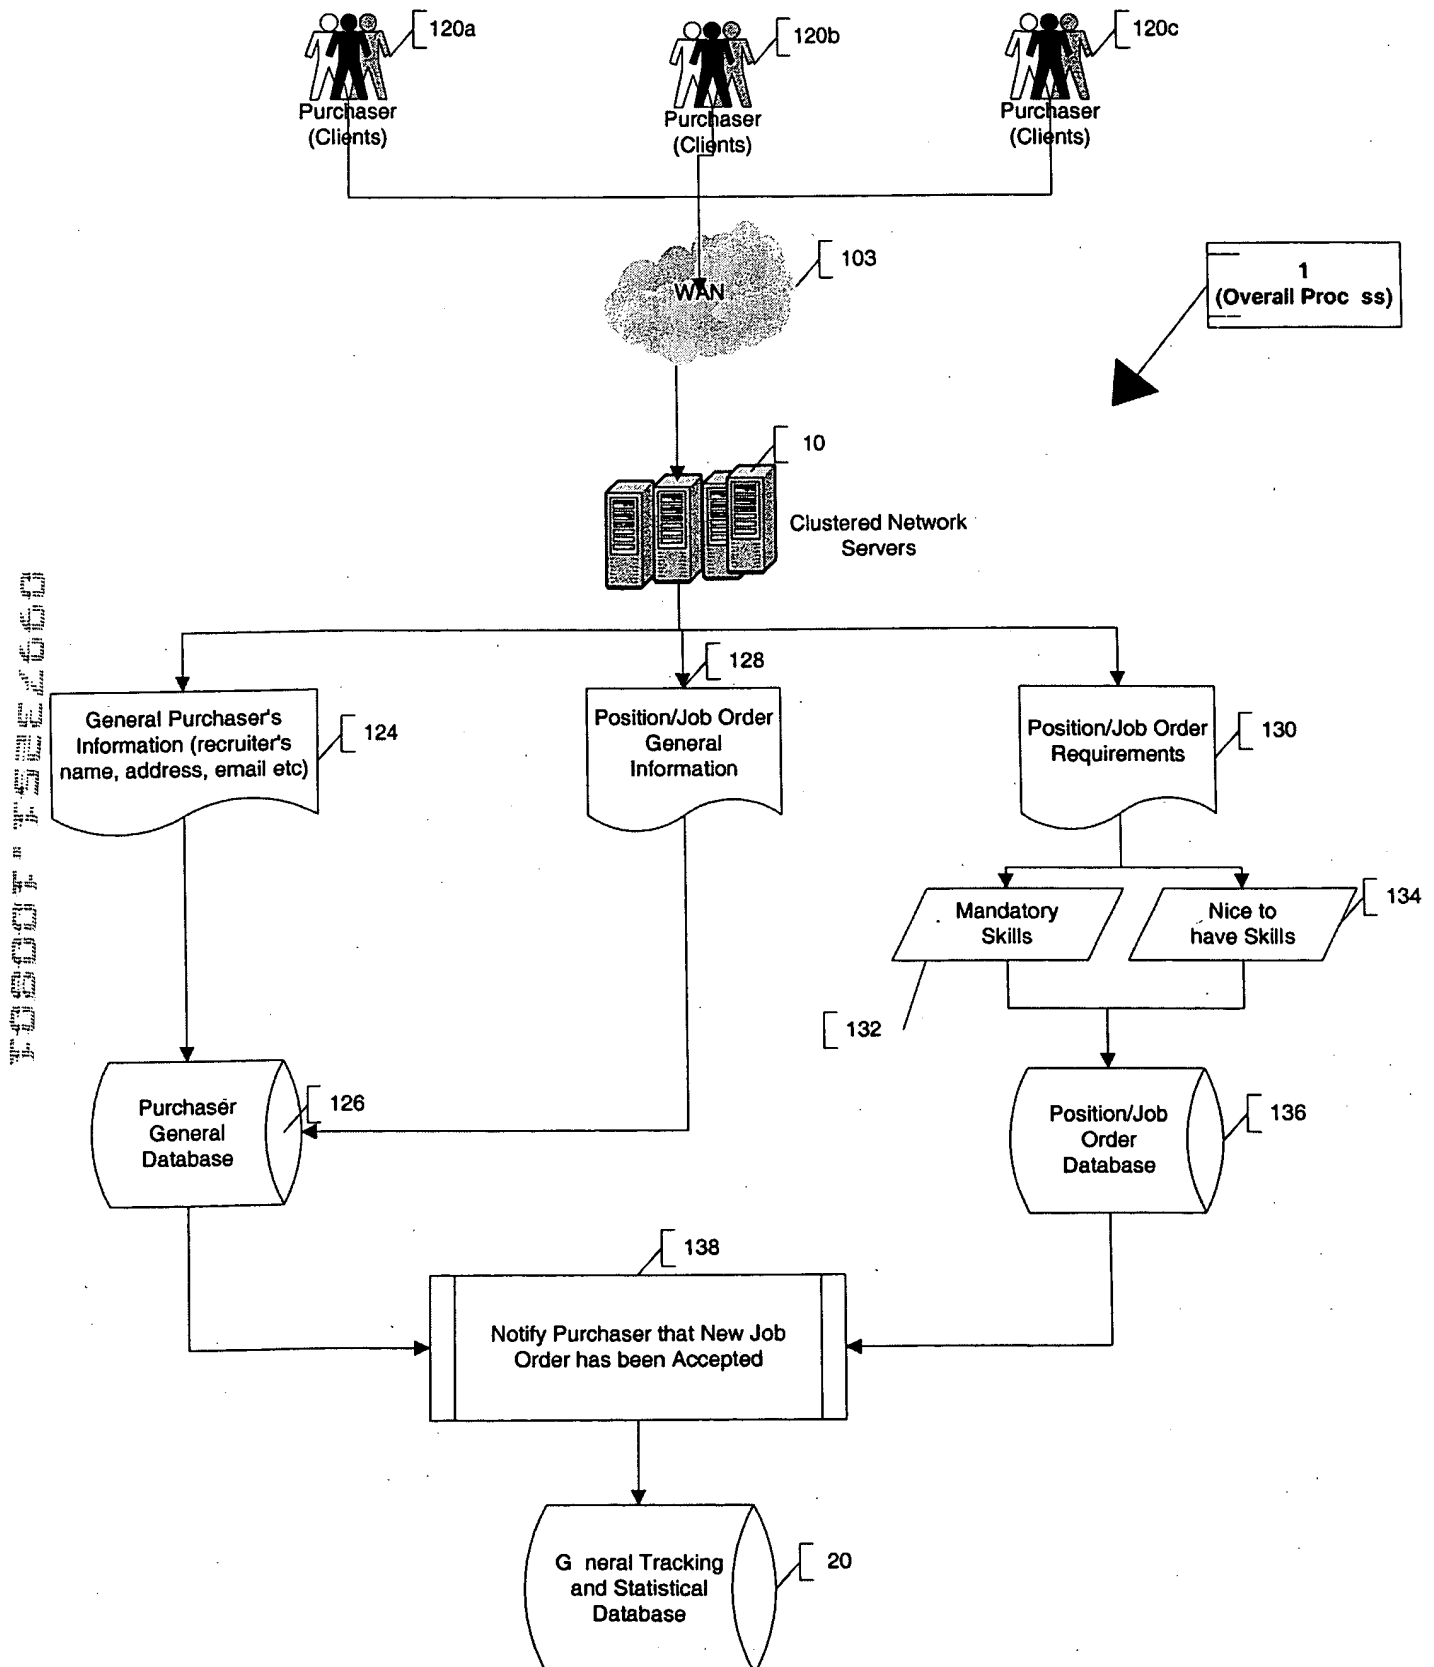 120a
120b
120c
Purchaser
(Clients)
Purchaser
(Clients)
Purchaser
(Clients)
103
WAN
1
(Overall Proc ss)
10
Clustered Network
Servers
128
General Purchaser's
Information (recruiter's
name, address, email etc)
124
Position/Job Order
General
Information
Position/Job Order
Requirements
130
Mandatory
Skills
Nice to
have Skills
134
132
Purchaser
General
Database
126
Position/Job
Order
Database
136
138
Notify Purchaser that New Job
Order has been Accepted
G neral Tracking
and Statistical
Database
20